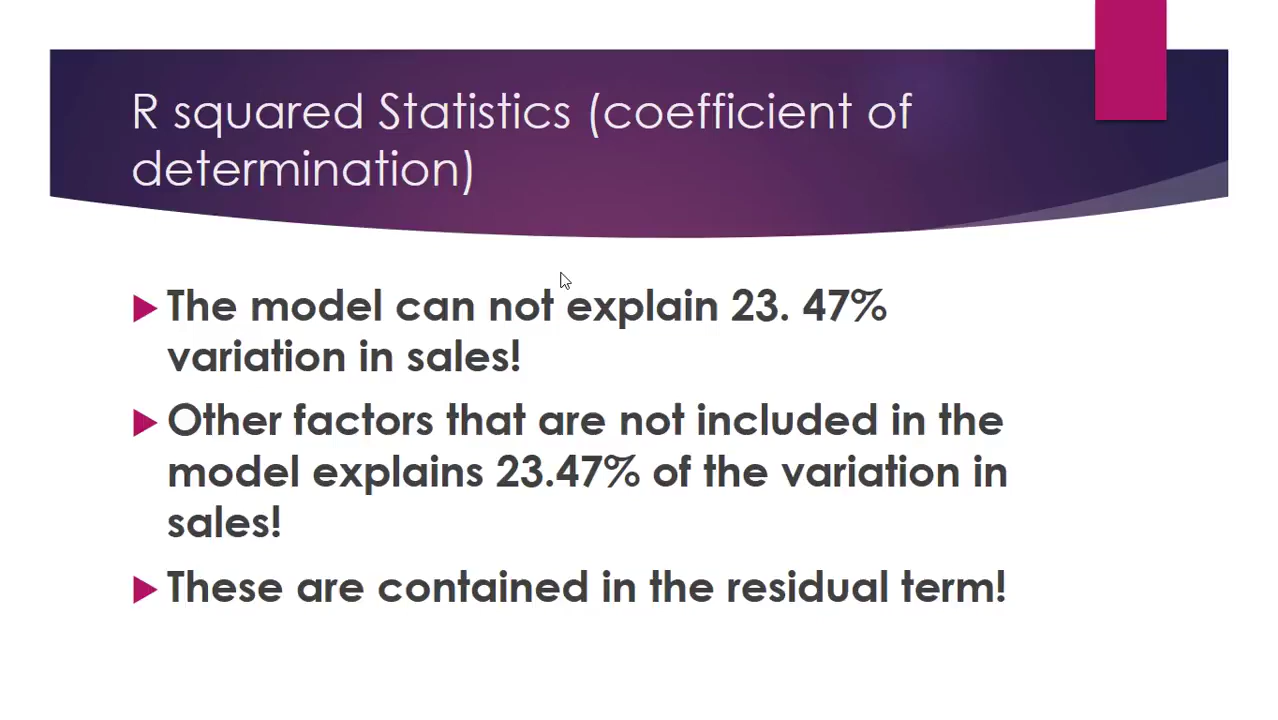 R squared Statistics (coefficient of
determination)
The model can not explain 23. 47%
variation in sales!
Other factors that are not included in the
model explains 23.47% of the variation in
sales!
These are contained in the residual term!